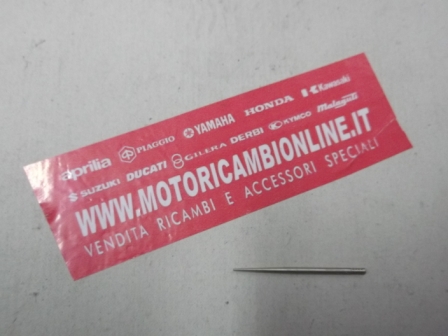 aprilia PIAGGIO YAMAHA HONDA Kawasaki
SUZUKI DUCATI GILERA DERBI KYMCO Malaguti
WWW.MOTORICAMBIONLINE.IT
VENDITA RICAMBI E ACCESSORI SPECIALI